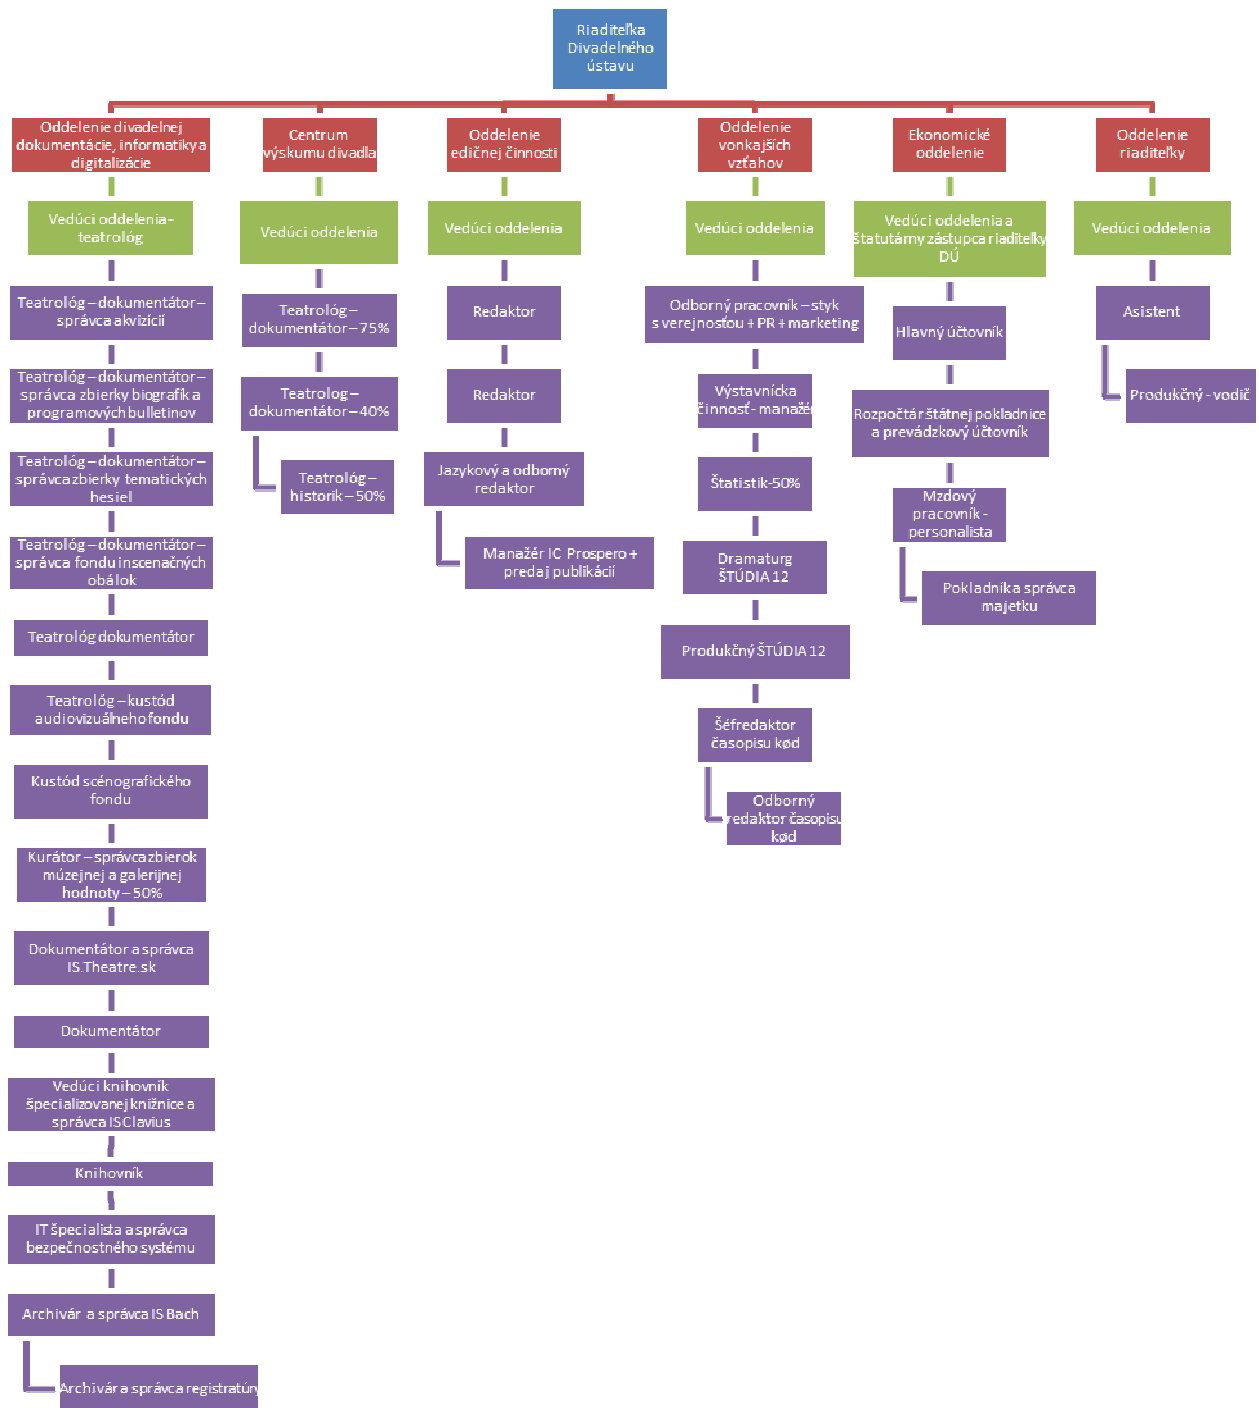 Riaditeľka
Divadelného
ústavu
Oddelenie divadelnej
dokumentácie, informatiky a
digitalizácie
Vedúci oddelenia -
teatrológ
Teatrológ – dokumentátor –
správca akvizícií
Teatrológ – dokumentátor –
správca zbierky biografík a
programových bulletinov
Teatrológ – dokumentátor –
správca zbierky tematických
hesiel
Teatrológ – dokumentátor –
správca fondu inscenačných
obálok
Teatrológ dokumentátor
Teatrológ – kustód
audiovizuálneho fondu
Kustód scénografického
fondu
Kurátor – správca zbierok
múzejnej a galerijnej
hodnoty – 50%
Dokumentátor a správca
IS.Theatre.sk
Dokumentátor
Vedúci knihovník
špecializovanej knižnice a
správca IS Clavius
Knihovník
IT špecialista a správca
bezpečnostného systému
Archivár a správca IS Bach
Archivár a správca registratúry
Centrum
výskumu divadla
Vedúci oddelenia
Teatrológ –
dokumentátor – 75%
Teatrolog –
dokumentátor – 40%
Teatrológ –
historik – 50%
Oddelenie
edičnej činnosti
Vedúci oddelenia
Redaktor
Redaktor
Jazykový a odborný
redaktor
Manažér IC Prospero +
predaj publikácií
Oddelenie
vonkajších
vzťahov
Vedúci oddelenia
Odborný pracovník – styk
s verejnosťou + PR + marketing
Výstavnícka
činnosť - manažér
Štatistik-50%
Dramaturg
ŠTÚDIA 12
Produkčný ŠTÚDIA 12
Šéfredaktor
časopisu kød
Odborný
redaktor časopisu
kød
Ekonomické
oddelenie
Vedúci oddelenia a
štatutárny zástupca riaditeľky
DÚ
Hlavný účtovník
Rozpočtár štátnej pokladnice
a prevádzkový účtovník
Mzdový
pracovník -
personalista
Pokladník a správca
majetku
Oddelenie
riaditeľky
Vedúci oddelenia
Asistent
Produkčný - vodič